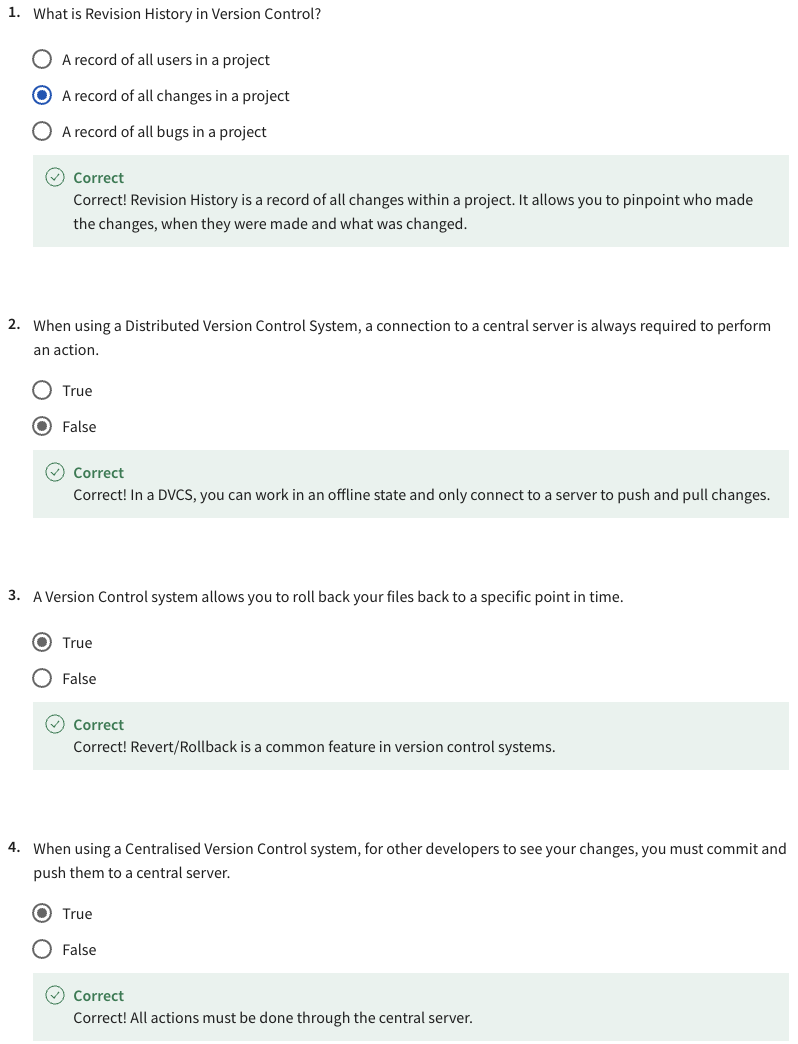 1. What is Revision History in Version Control?
A record of all users in a project
A record of all changes in a project
A record of all bugs in a project
Correct
Correct! Revision History is a record of all changes within a project. It allows you to pinpoint who made
the changes, when they were made and what was changed.
2. When using a Distributed Version Control System, a connection to a central server is always required to perform
an action.
True
False
Correct
Correct! In a DVCS, you can work in an offline state and only connect to a server to push and pull changes.
3. A Version Control system allows you to roll back your files back to a specific point in time.
True
False
Correct
Correct! Revert/Rollback is a common feature in version control systems.
4. When using a Centralised Version Control system, for other developers to see your changes, you must commit and
push them to a central server.
True
False
Correct
Correct! All actions must be done through the central server.